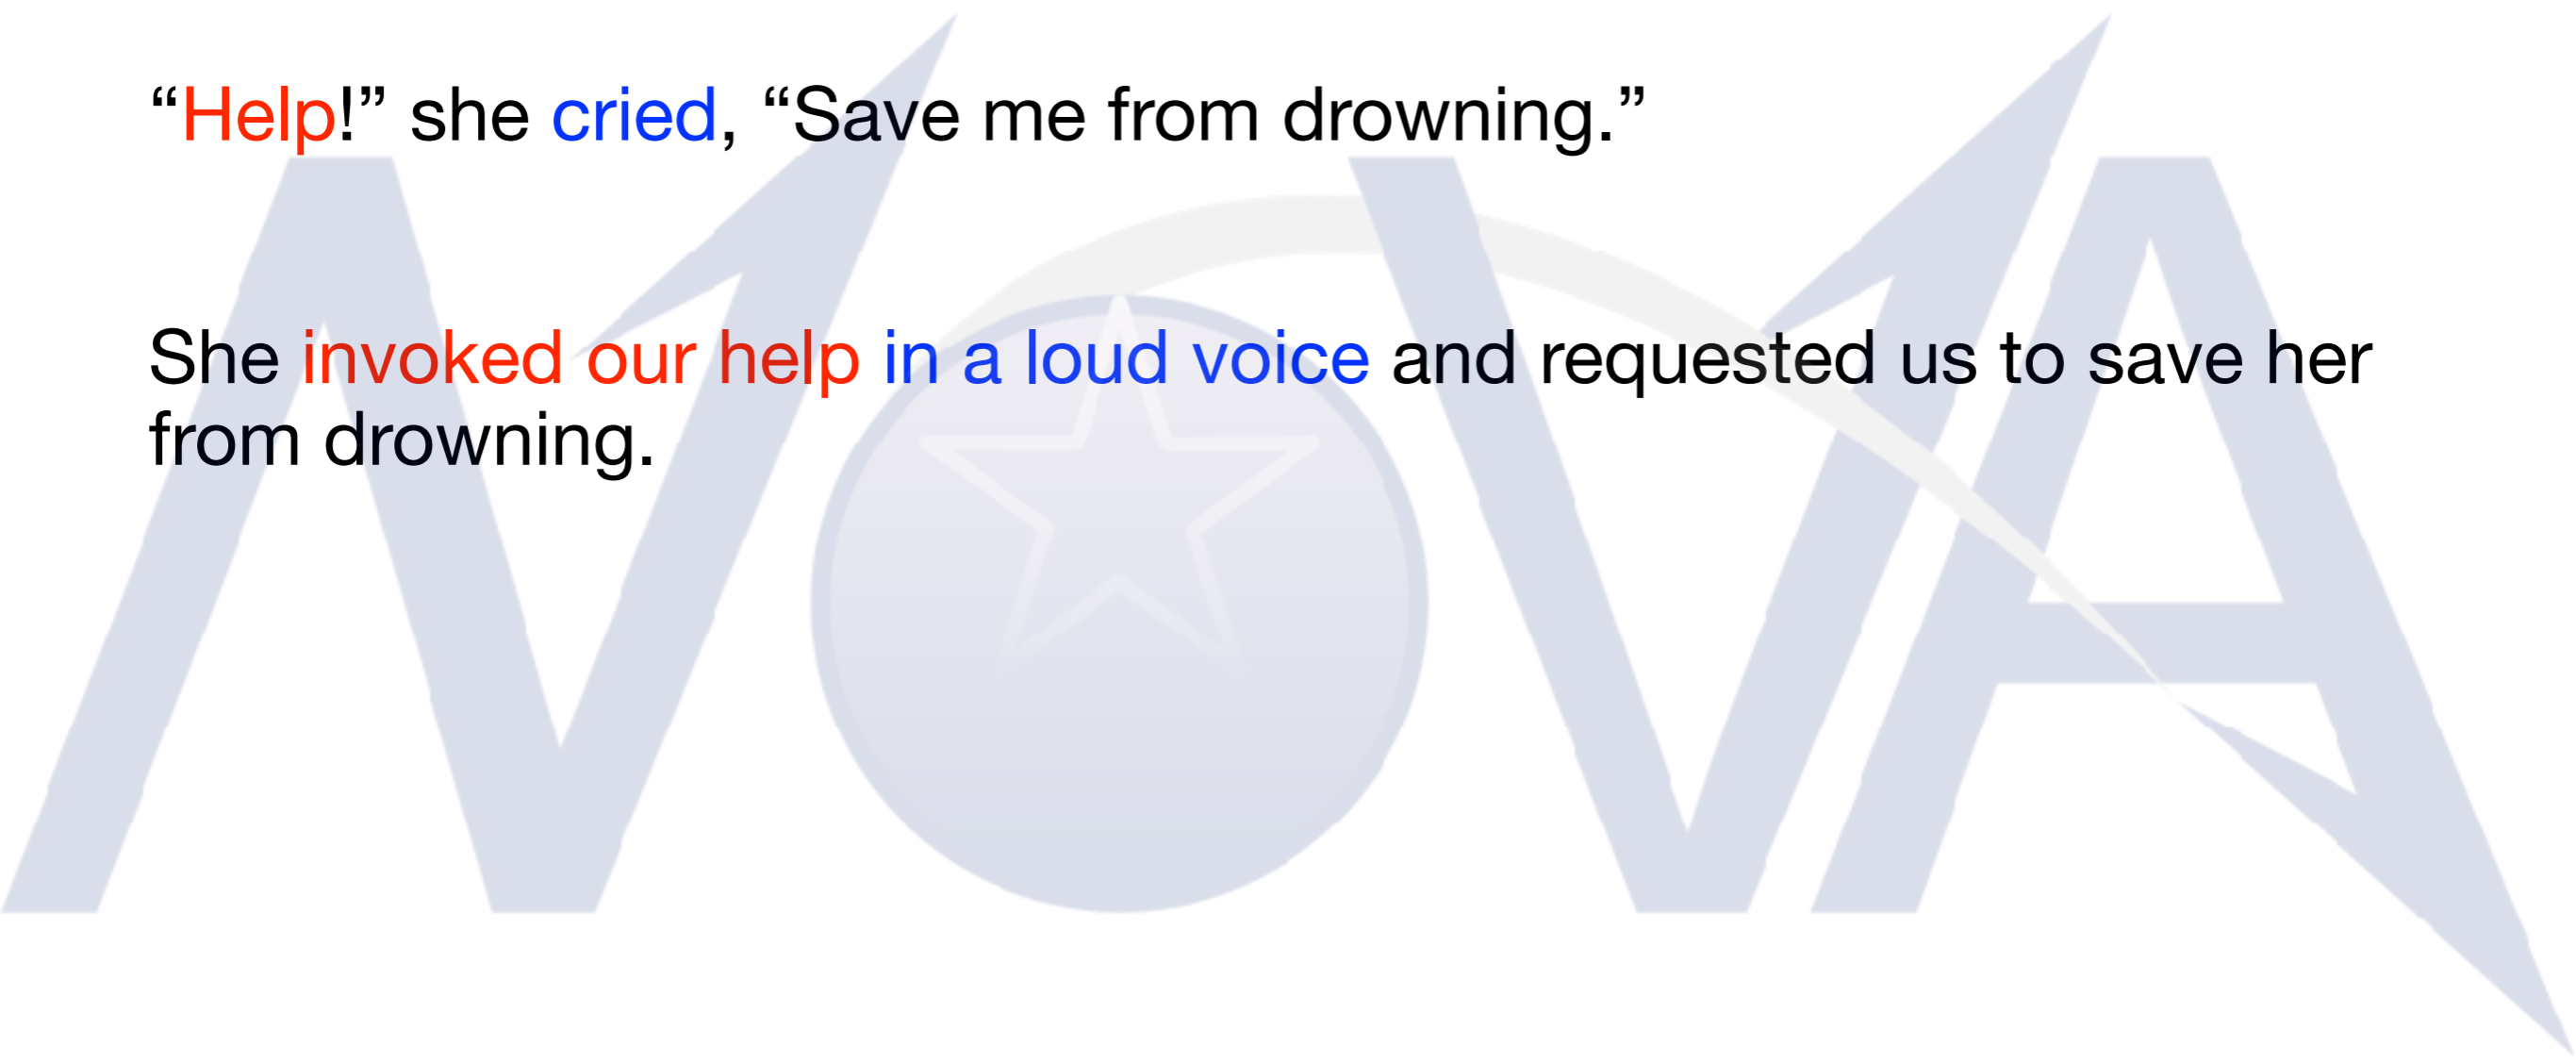 “Help!” she cried, “Save me from drowning.”
She invoked our help in a loud voice and requested us to save her
from drowning.
NOVA